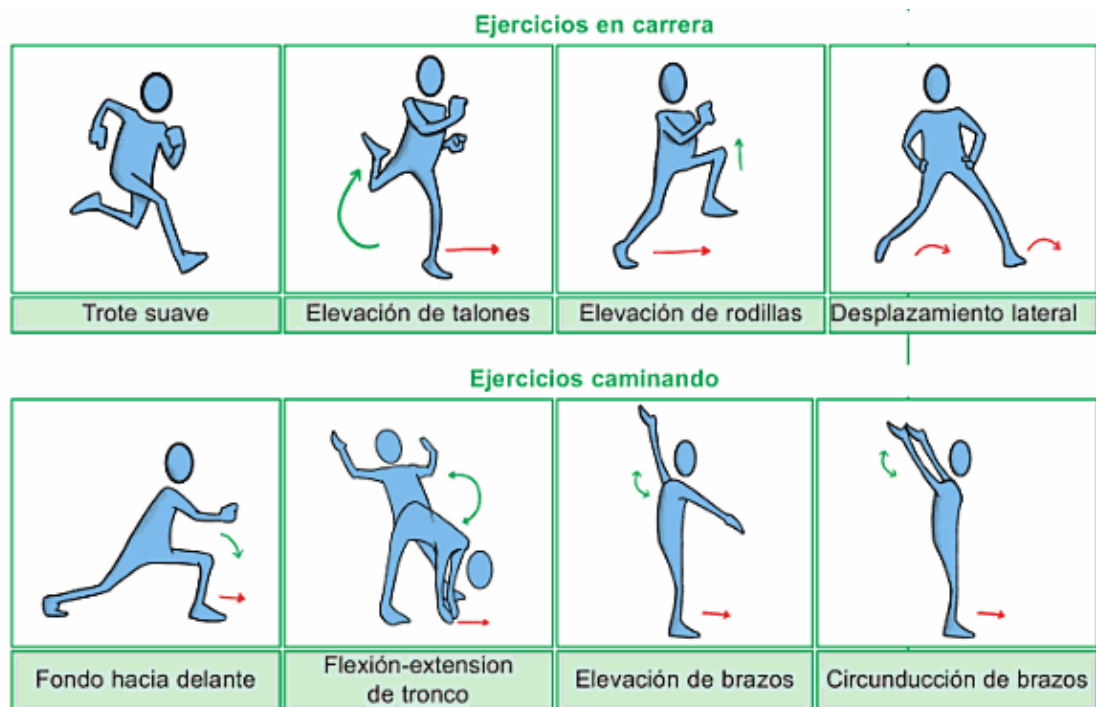 Ejercicios en carrera
Trote suave
Elevación de talones
Elevación de rodillas
Desplazamiento lateral
Ejercicios caminando
Fondo hacia delante
Flexión-extension
de tronco
Elevación de brazos
Circunducción de brazos